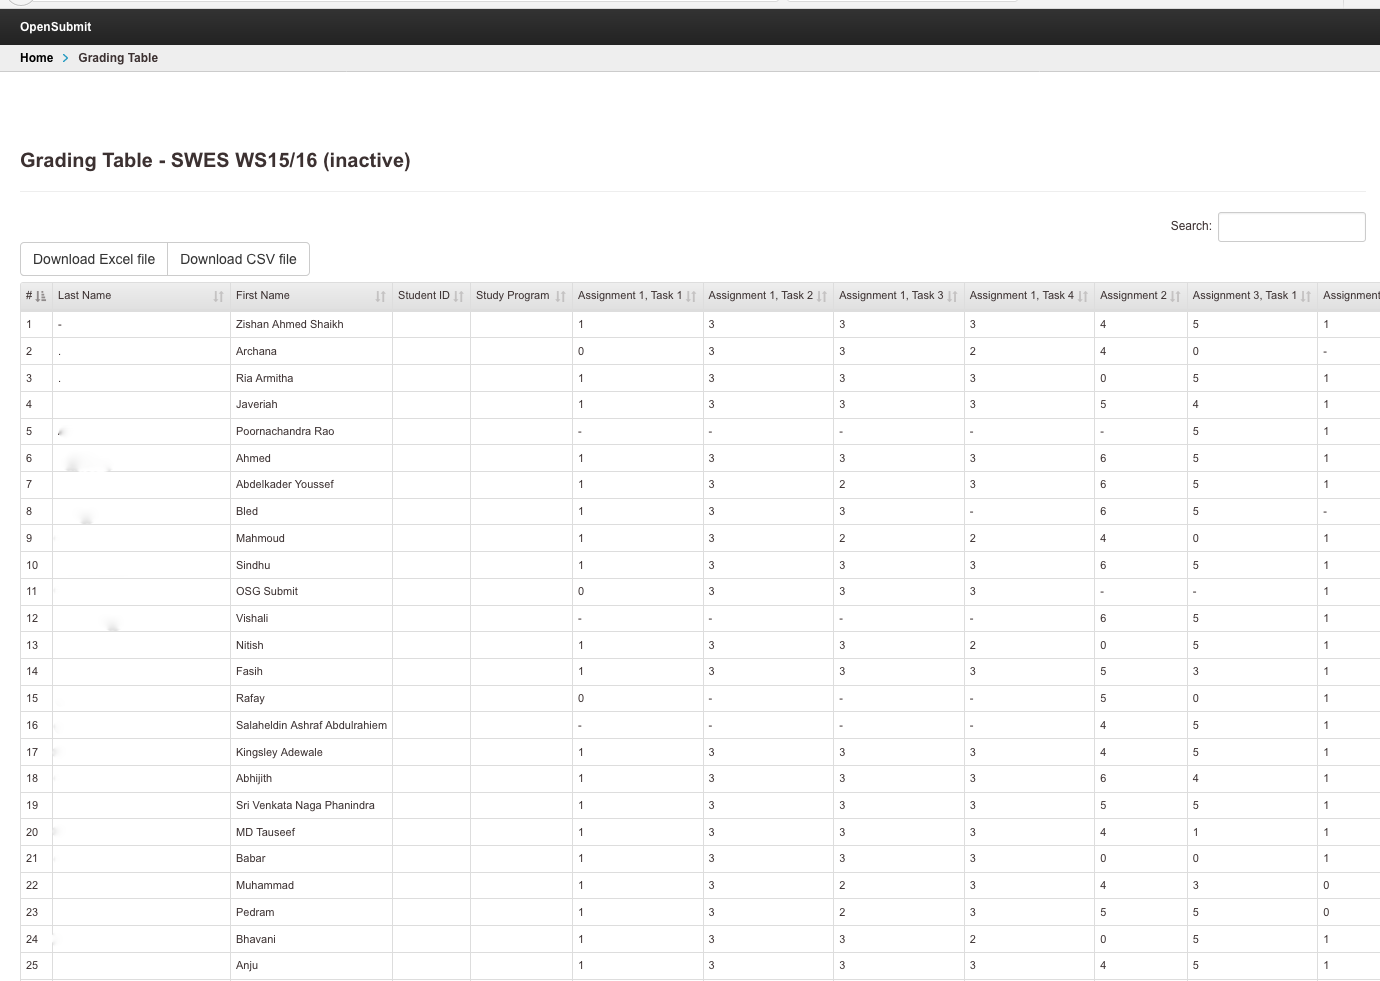 OpenSubmit
Home > Grading Table
Grading Table - SWES WS15/16 (inactive)
Search:
Download Excel file Download CSV file
# Last Name First Name Student ID Study Program Assignment 1, Task 1 Assignment 1, Task 2 Assignment 1, Task 3 Assignment 1, Task 4 Assignment 2 Assignment 3, Task 1 Assignment
1 - Zishan Ahmed Shaikh 1 3 3 3 4 5 1
2 . Archana 0 3 3 2 4 0 -
3 . Ria Armitha 1 3 3 3 0 5 1
4 Javeriah 1 3 3 3 5 4 1
5 Poornachandra Rao - - - - - 5 1
6 Ahmed 1 3 3 3 6 5 1
7 Abdelkader Youssef 1 3 2 3 6 5 1
8 Bled 1 3 3 - 6 5 -
9 Mahmoud 1 3 2 2 4 0 1
10 Sindhu 1 3 3 3 6 5 1
11 OSG Submit 0 3 3 3 - - 1
12 Vishali - - - - 6 5 1
13 Nitish 1 3 3 2 0 5 1
14 Fasih 1 3 3 3 5 3 1
15 Rafay 0 - - - 5 0 1
16 Salaheldin Ashraf Abdulrahiem - - - - 4 5 1
17 Kingsley Adewale 1 3 3 3 4 5 1
18 Abhijith 1 3 3 3 6 4 1
19 Sri Venkata Naga Phanindra 1 3 3 3 5 5 1
20 MD Tauseef 1 3 3 3 4 1 1
21 Babar 1 3 3 3 0 0 1
22 Muhammad 1 3 2 3 4 3 0
23 Pedram 1 3 2 3 5 5 0
24 Bhavani 1 3 3 2 0 5 1
25 Anju 1 3 3 3 4 5 1